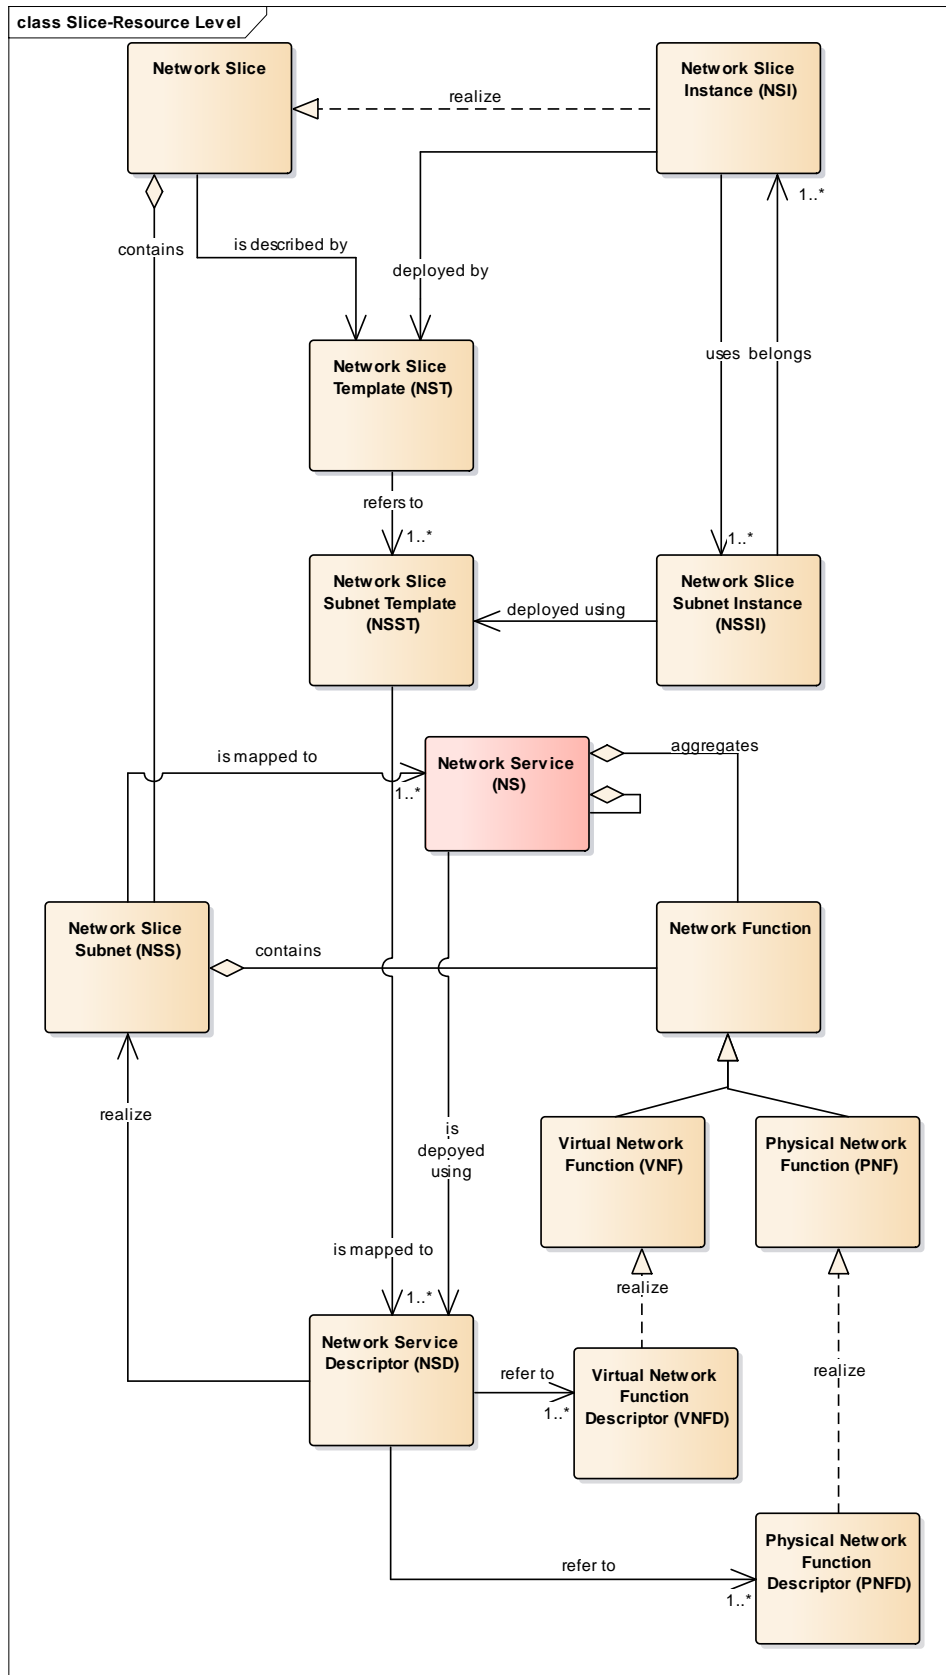 class Slice-Resource Level
Network Slice
Network Slice
Instance (NSI)
realize
1..*
contains
is described by
deployed by
uses
belongs
Network Slice
Template (NST)
refers to
1..*
1..*
Network Slice
Subnet Template
(NSST)
deployed using
Network Slice
Subnet Instance
(NSSI)
is mapped to
1..*
Network Service
(NS)
aggregates
Network Slice
Subnet (NSS)
contains
Network Function
realize
is
depoyed
using
Virtual Network
Function (VNF)
Physical Network
Function (PNF)
is mapped to
1..*
realize
Network Service
Descriptor (NSD)
refer to
1..*
Virtual Network
Function
Descriptor (VNFD)
realize
refer to
1..*
Physical Network
Function
Descriptor (PNFD)